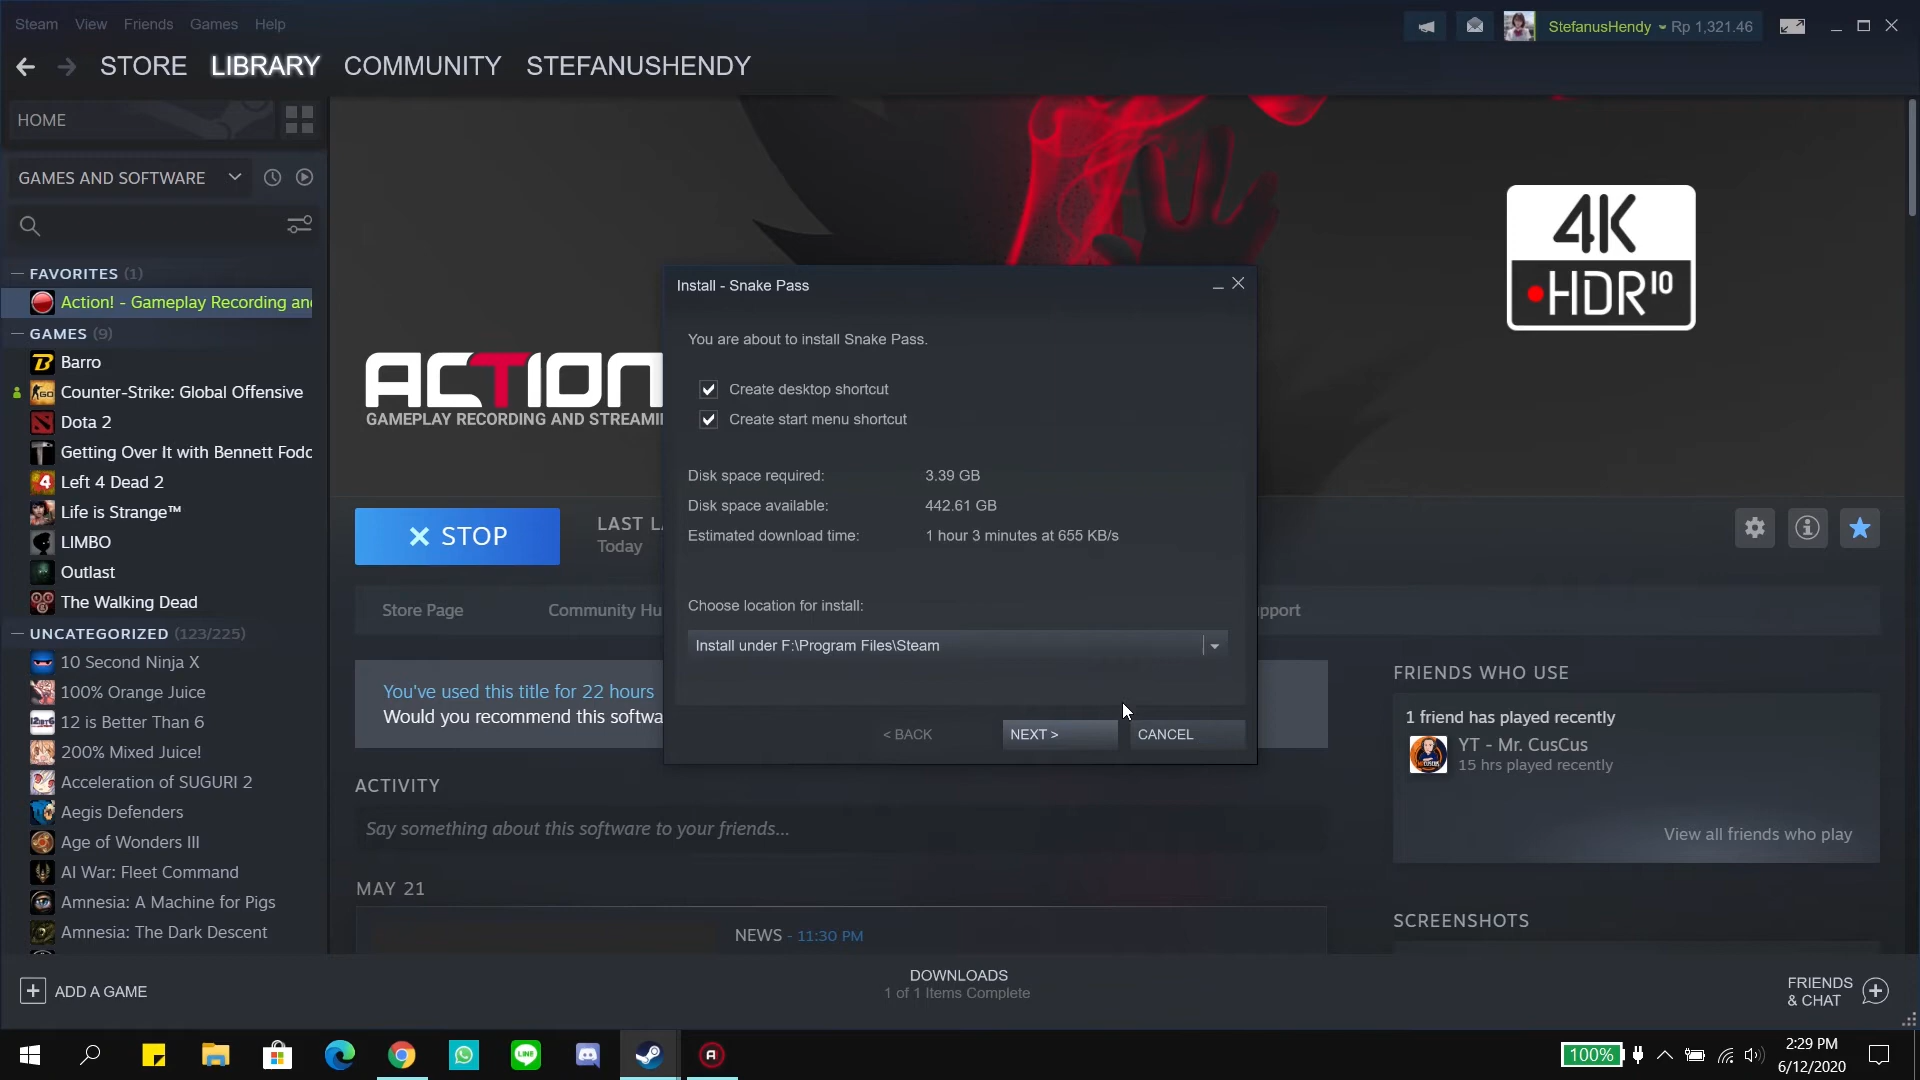 Steam View Friends Games Help
StefanusHendy Rp 1,321.46
STORE LIBRARY COMMUNITY STEFANUSHENDY
HOME
GAMES AND SOFTWARE
FAVORITES (1)
Action! - Gameplay Recording and
GAMES (9)
Barro
Counter-Strike: Global Offensive
Dota 2
Getting Over It with Bennett Fodd
Left 4 Dead 2
Life is Strange™
LIMBO
Outlast
The Walking Dead
UNCATEGORIZED (123/225)
10 Second Ninja X
100% Orange Juice
12 is Better Than 6
200% Mixed Juice!
Acceleration of SUGURI 2
Aegis Defenders
Age of Wonders III
AI War: Fleet Command
Amnesia: A Machine for Pigs
Amnesia: The Dark Descent
ADD A GAME
4K
HDR10
ACTION
GAMEPLAY RECORDING AND STREAMI
STOP
LAST LA
Today
Store Page
Community Hu
pport
You've used this title for 22 hours
Would you recommend this softwa
ACTIVITY
Say something about this software to your friends...
MAY 21
NEWS - 11:30 PM
Install - Snake Pass
You are about to install Snake Pass.
Create desktop shortcut
Create start menu shortcut
Disk space required: 3.39 GB
Disk space available: 442.61 GB
Estimated download time: 1 hour 3 minutes at 655 KB/s
Choose location for install:
Install under F:\Program Files\Steam
< BACK NEXT > CANCEL
FRIENDS WHO USE
1 friend has played recently
YT - Mr. CusCus
15 hrs played recently
View all friends who play
SCREENSHOTS
DOWNLOADS
1 of 1 Items Complete
FRIENDS
& CHAT
100%
2:29 PM
6/12/2020